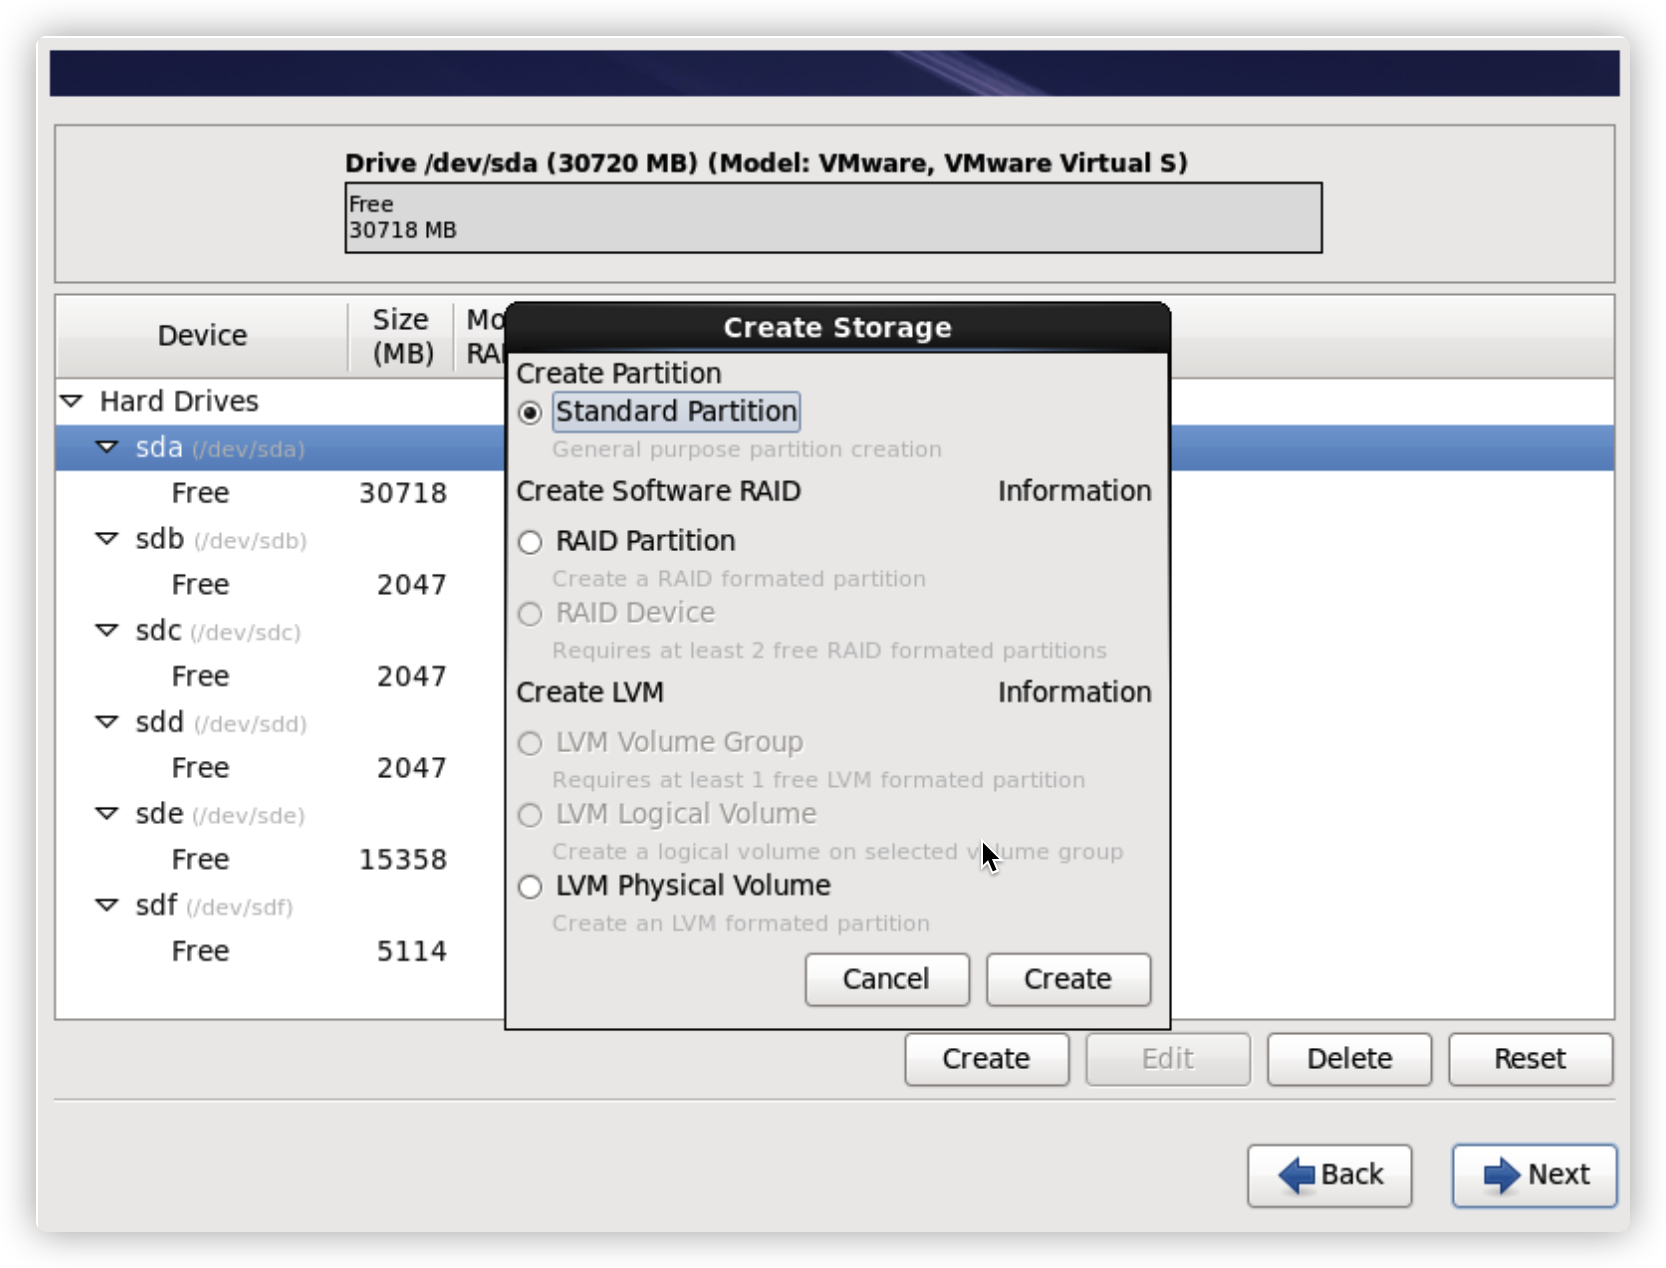 Drive /dev/sda (30720 MB) (Model: VMware, VMware Virtual S)
Free
30718 MB
Device
Size
(MB)
Mo
RAI
Hard Drives
sda (/dev/sda)
Free 30718
sdb (/dev/sdb)
Free 2047
sdc (/dev/sdc)
Free 2047
sdd (/dev/sdd)
Free 2047
sde (/dev/sde)
Free 15358
sdf (/dev/sdf)
Free 5114
Create Storage
Create Partition
Standard Partition
General purpose partition creation
Create Software RAID Information
RAID Partition
Create a RAID formated partition
RAID Device
Requires at least 2 free RAID formated partitions
Create LVM Information
LVM Volume Group
Requires at least 1 free LVM formated partition
LVM Logical Volume
Create a logical volume on selected volume group
LVM Physical Volume
Create an LVM formated partition
Cancel Create
Create Edit Delete Reset
Back Next